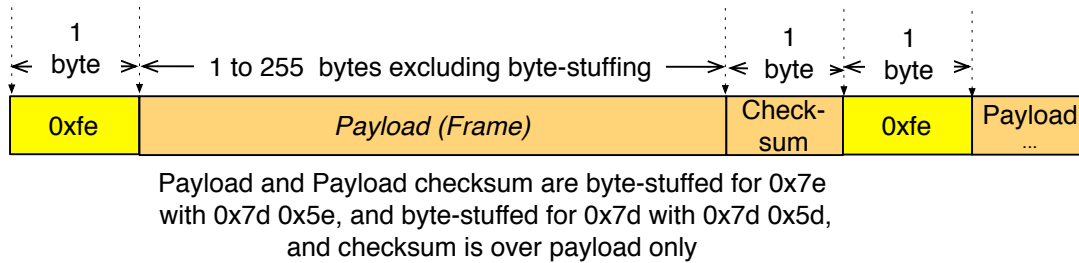 1
byte
1 to 255 bytes excluding byte-stuffing
1
byte
1
byte
0xfe
Payload (Frame)
Check-
sum
0xfe
Payload
...
Payload and Payload checksum are byte-stuffed for 0x7e
with 0x7d 0x5e, and byte-stuffed for 0x7d with 0x7d 0x5d,
and checksum is over payload only